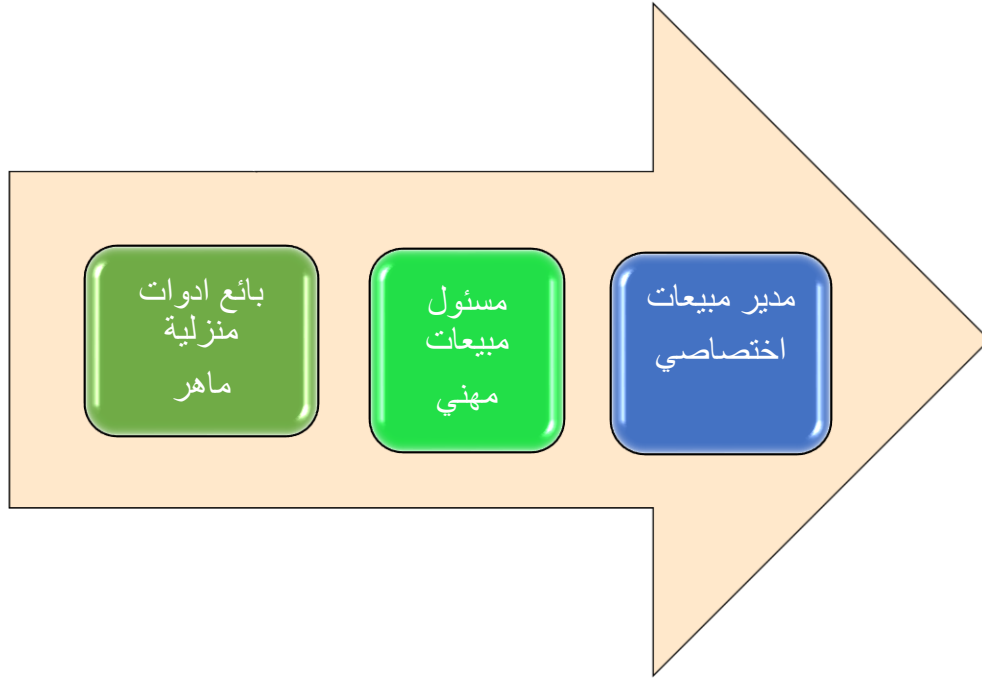 بائع ادوات
منزلية
ماهر
مسئول
مبيعات
مهني
مدير مبيعات
اختصاصي